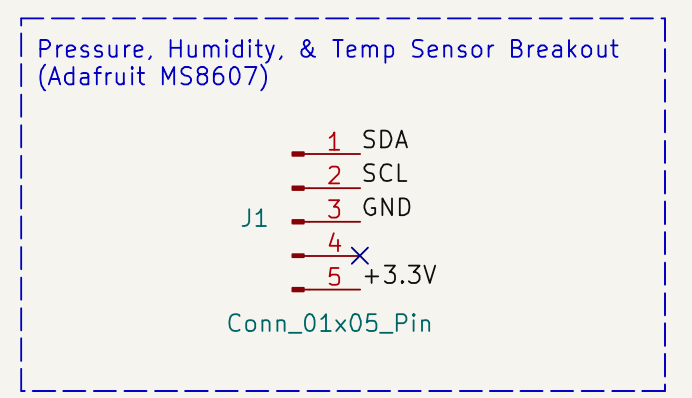 Pressure, Humidity, & Temp Sensor Breakout
(Adafruit MS8607)
1 SDA
2 SCL
3 GND
J1
4
5 +3.3V
Conn_01x05_Pin